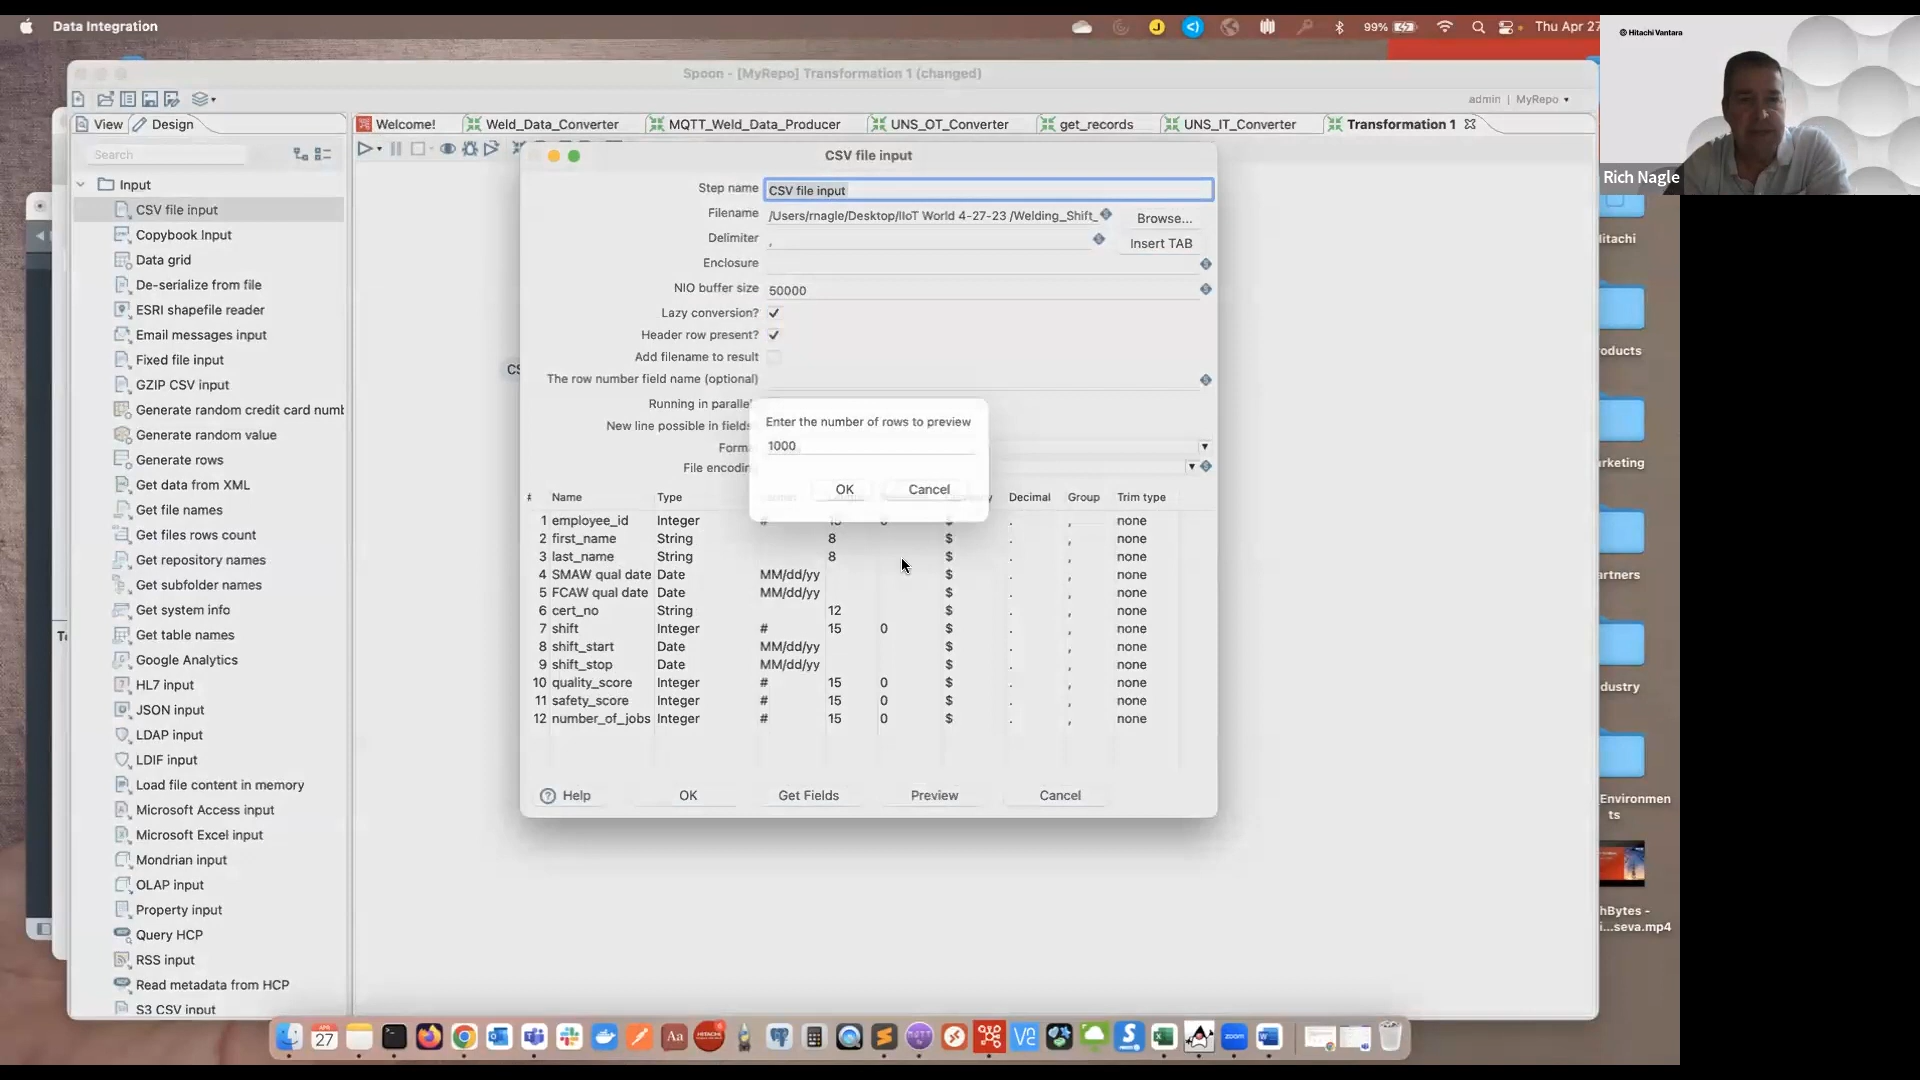 Data Integration
99%
Thu Apr 27
Hitachi Vantara
Rich Nagle
Spoon - [MyRepo] Transformation 1 (changed)
admin | MyRepo
View
Design
Welcome!
Weld_Data_Converter
MQTT_Weld_Data_Producer
UNS_OT_Converter
get_records
UNS_IT_Converter
Transformation 1
Search
Input
CSV file input
Copybook Input
Data grid
De-serialize from file
ESRI shapefile reader
Email messages input
Fixed file input
GZIP CSV input
Generate random credit card numb
Generate random value
Generate rows
Get data from XML
Get file names
Get files rows count
Get repository names
Get subfolder names
Get system info
Get table names
Google Analytics
HL7 input
JSON input
LDAP input
LDIF input
Load file content in memory
Microsoft Access input
Microsoft Excel input
Mondrian input
OLAP input
Property input
Query HCP
RSS input
Read metadata from HCP
S3 CSV input
CSV file input
Step name CSV file input
Filename /Users/rnagle/Desktop/IIoT World 4-27-23 /Welding_Shift_ Browse...
Delimiter , Insert TAB
Enclosure
NIO buffer size 50000
Lazy conversion?
Header row present?
Add filename to result
The row number field name (optional)
Running in parallel
New line possible in fields
Forma
File encodin
Enter the number of rows to preview
1000
OK Cancel
# Name Type Decimal Group Trim type
1 employee_id Integer # 15 0 $ . , none
2 first_name String 8 $ . , none
3 last_name String 8 $ . , none
4 SMAW qual date Date MM/dd/yy $ . , none
5 FCAW qual date Date MM/dd/yy $ . , none
6 cert_no String 12 $ . , none
7 shift Integer # 15 0 $ . , none
8 shift_start Date MM/dd/yy $ . , none
9 shift_stop Date MM/dd/yy $ . , none
10 quality_score Integer # 15 0 $ . , none
11 safety_score Integer # 15 0 $ . , none
12 number_of_jobs Integer # 15 0 $ . , none
Help OK Get Fields Preview Cancel
CS
itachi
oducts
rketing
artners
dustry
Environmen
ts
hBytes -
i...seva.mp4
APR
27
Aa
HITACHI
zoom